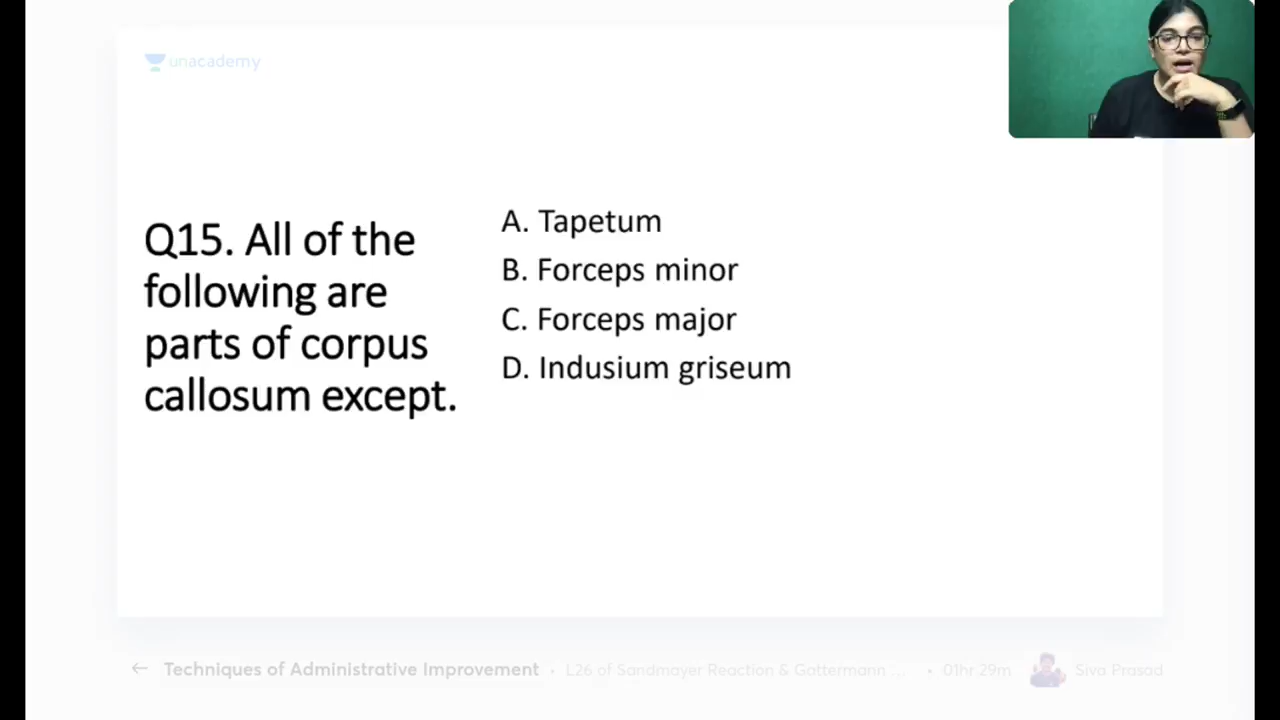 unacademy
Q15. All of the
following are
parts of corpus
callosum except.
A. Tapetum
B. Forceps minor
C. Forceps major
D. Indusium griseum
← Techniques of Administrative Improvement • L26 of Sandmayer Reaction & Gattermann ... • 01hr 29m Siva Prasad